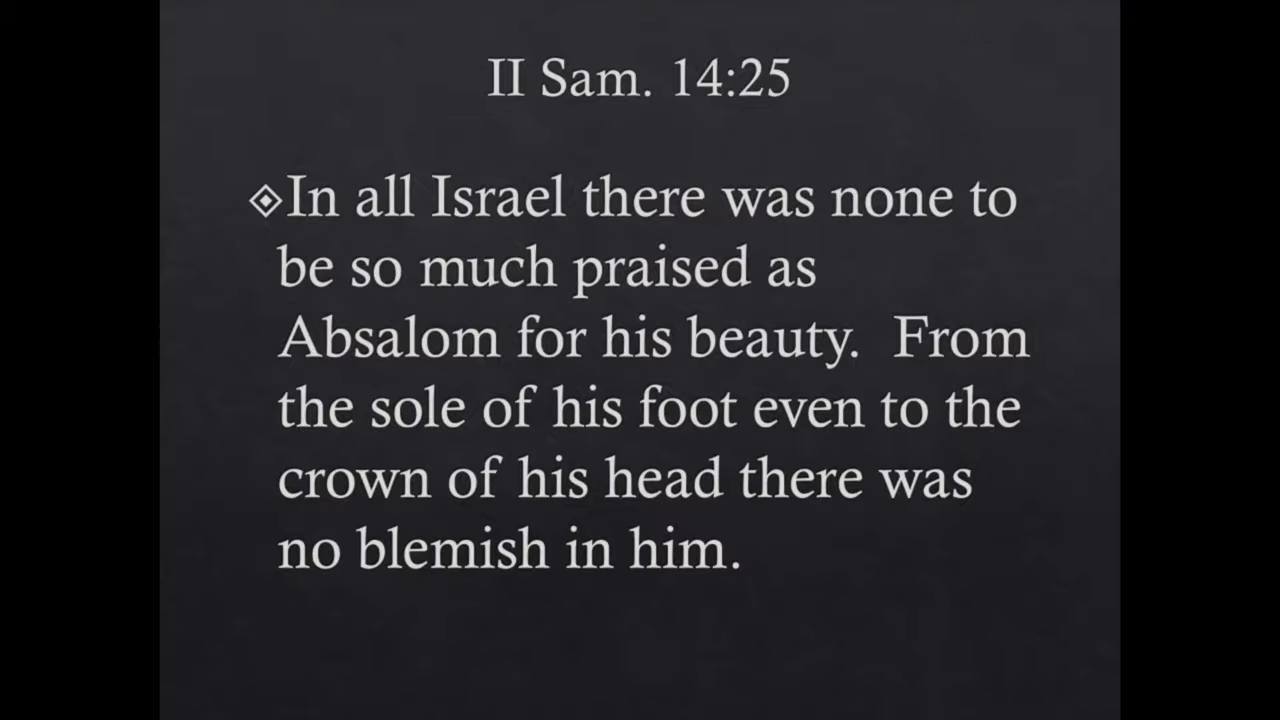 II Sam. 14:25
In all Israel there was none to
be so much praised as
Absalom for his beauty.  From
the sole of his foot even to the
crown of his head there was
no blemish in him.